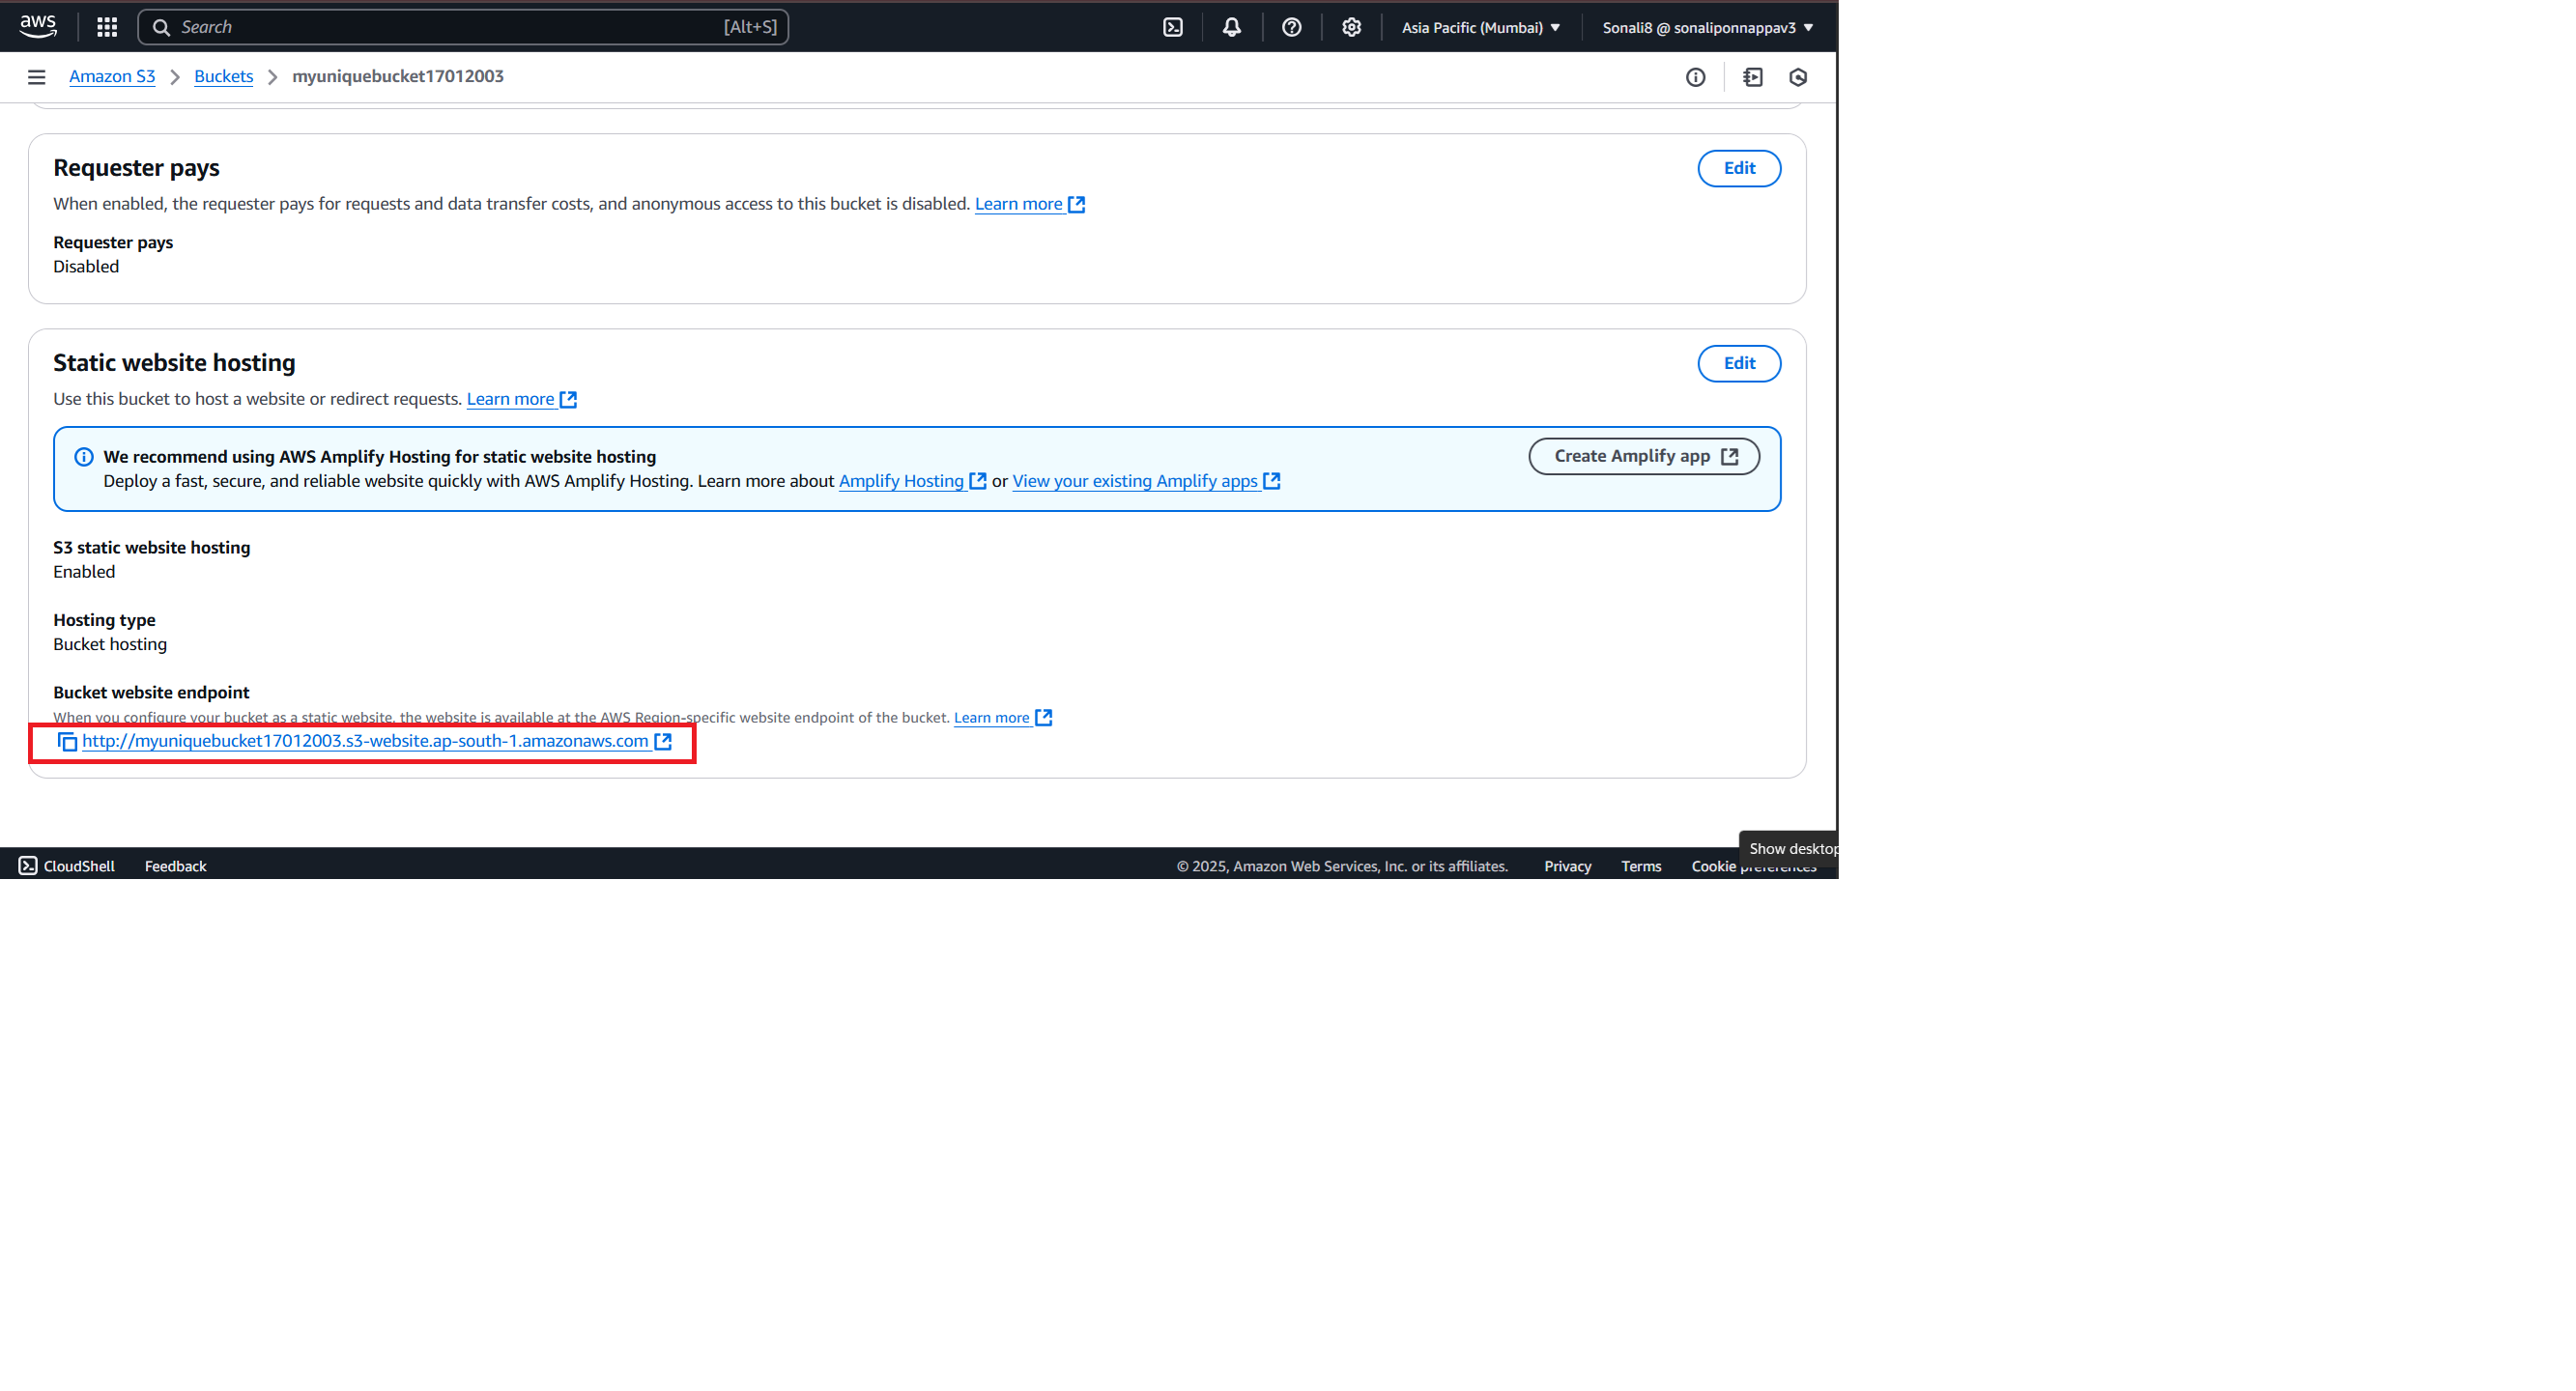 aws
Search [Alt+S]
Asia Pacific (Mumbai)
Sonali8 @ sonaliponnappav3
Amazon S3 > Buckets > myuniquebucket17012003
Requester pays
Edit
When enabled, the requester pays for requests and data transfer costs, and anonymous access to this bucket is disabled. Learn more
Requester pays
Disabled
Static website hosting
Edit
Use this bucket to host a website or redirect requests. Learn more
We recommend using AWS Amplify Hosting for static website hosting
Create Amplify app
Deploy a fast, secure, and reliable website quickly with AWS Amplify Hosting. Learn more about Amplify Hosting or View your existing Amplify apps
S3 static website hosting
Enabled
Hosting type
Bucket hosting
Bucket website endpoint
When you configure your bucket as a static website, the website is available at the AWS Region-specific website endpoint of the bucket. Learn more
http://myuniquebucket17012003.s3-website.ap-south-1.amazonaws.com
Show desktop
CloudShell Feedback
© 2025, Amazon Web Services, Inc. or its affiliates. Privacy Terms Cookie preferences